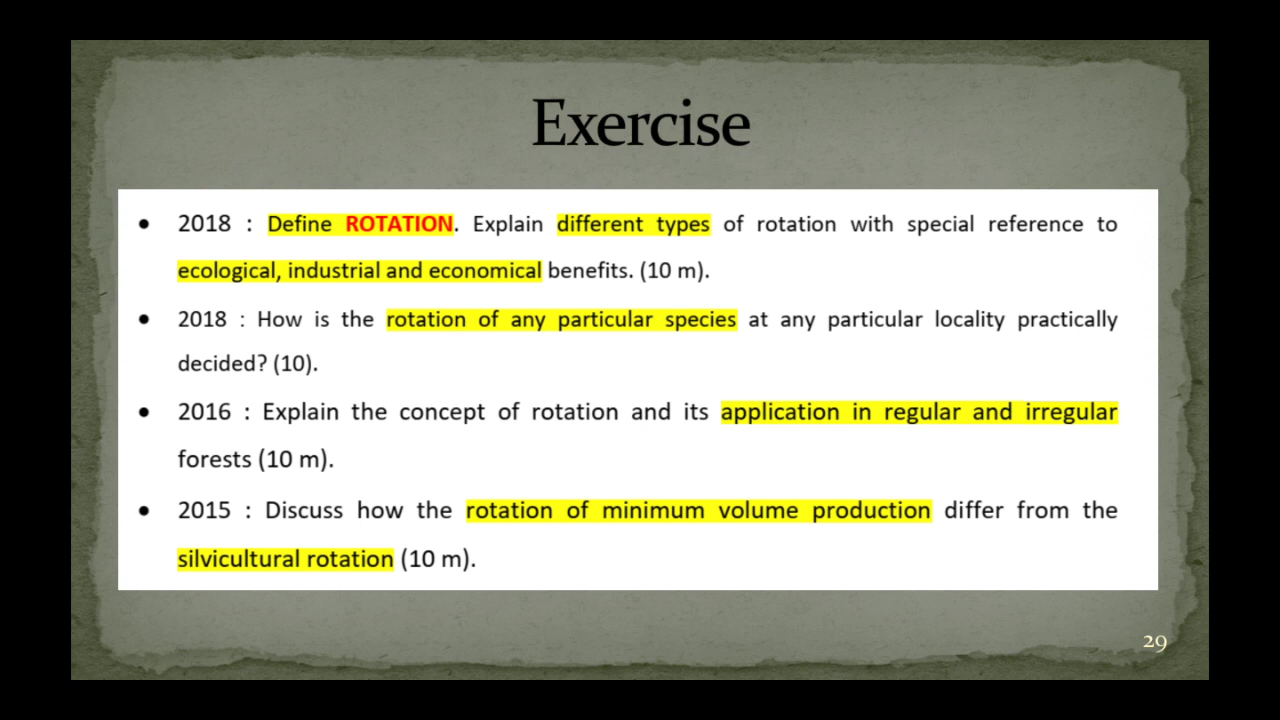 Exercise
• 2018 : Define ROTATION. Explain different types of rotation with special reference to
ecological, industrial and economical benefits. (10 m).
• 2018 : How is the rotation of any particular species at any particular locality practically
decided? (10).
• 2016 : Explain the concept of rotation and its application in regular and irregular
forests (10 m).
• 2015 : Discuss how the rotation of minimum volume production differ from the
silvicultural rotation (10 m).
29